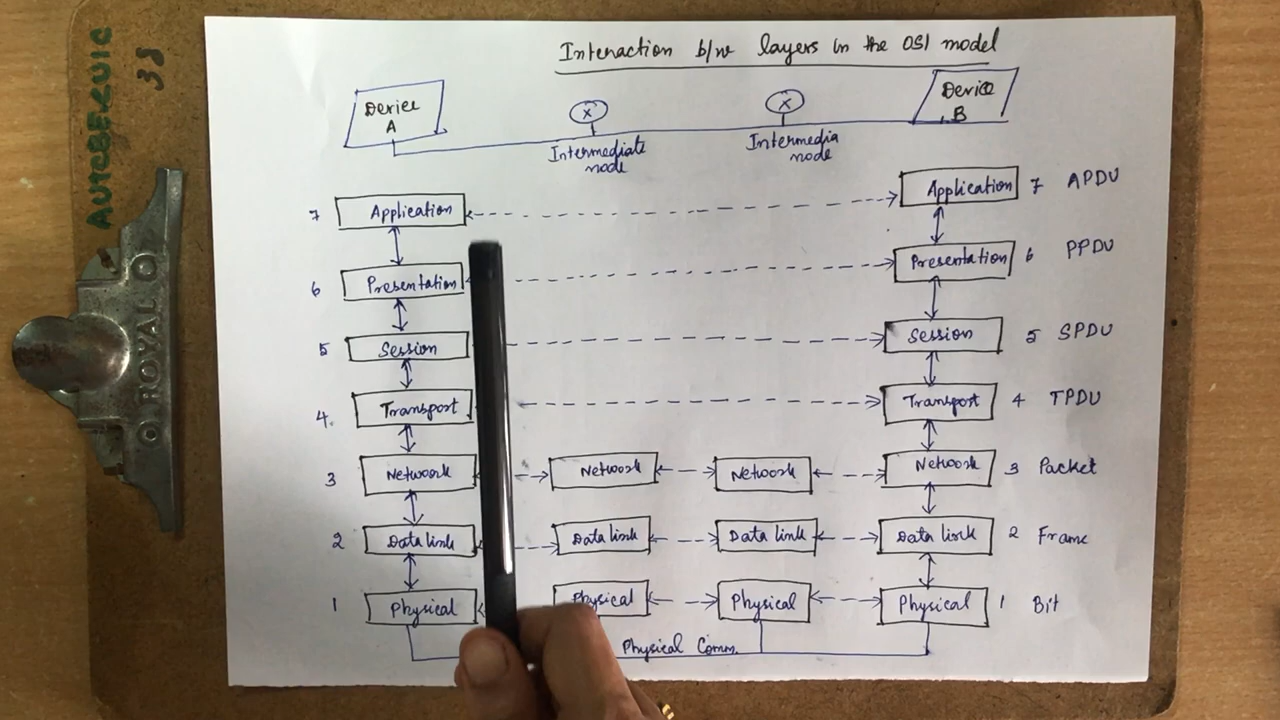 AUTOBERUIC
38
ROYAL
Interaction b/w layers in the OSI model
Device
A
X
Intermediate
node
X
Intermedia
node
Device
B
7 Application
Application 7 APDU
6 Presentation
Presentation 6 PPDU
5 Session
Session 5 SPDU
4. Transport
Transport 4 TPDU
3 Network
Network
Network
Network 3 Packet
2 Data link
Data link
Data link
Data link 2 Frame
1 Physical
Physical
Physical
Physical 1 Bit
Physical Comm.